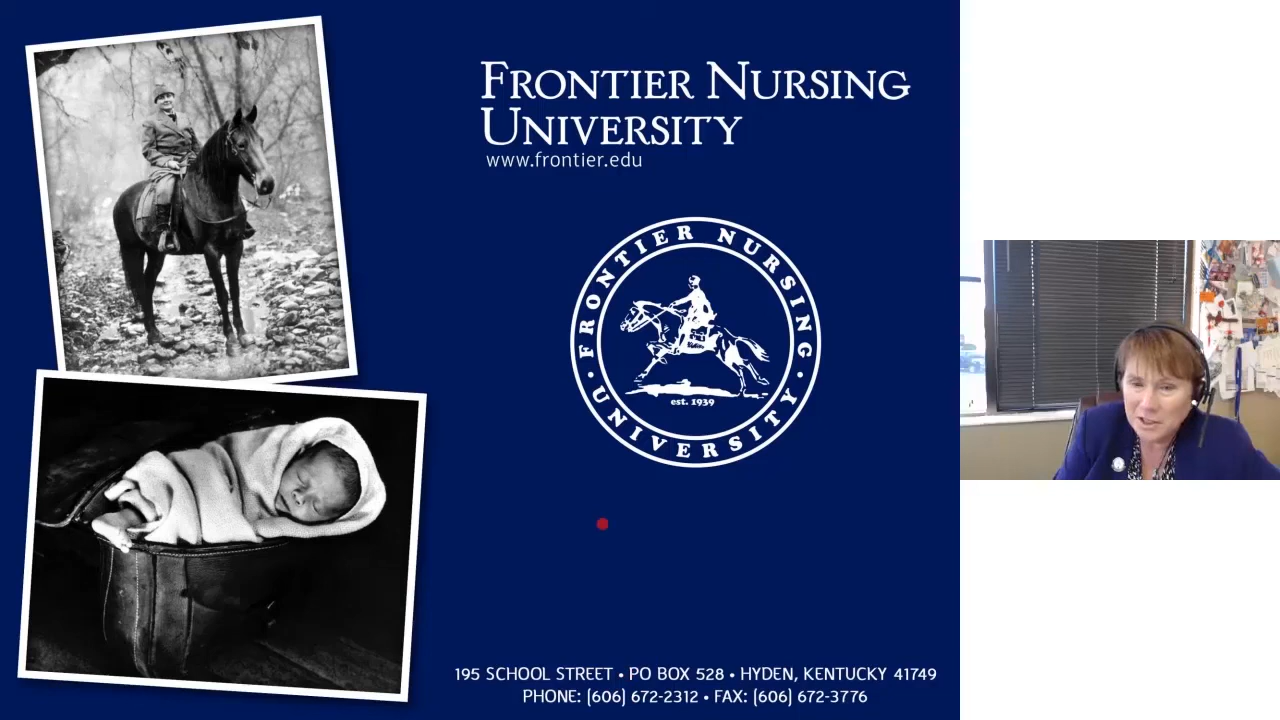 FRONTIER NURSING
UNIVERSITY
www.frontier.edu
FRONTIER NURSING
• UNIVERSITY •
est. 1939
195 SCHOOL STREET • PO BOX 528 • HYDEN, KENTUCKY 41749
PHONE: (606) 672-2312 • FAX: (606) 672-3776